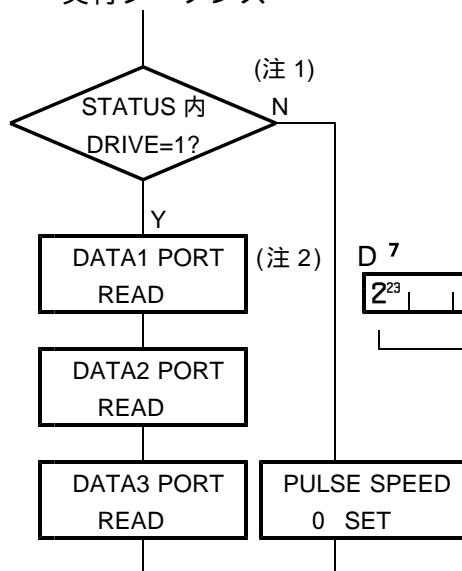 (注 1)
STATUS 内
DRIVE=1?
N
Y
DATA1 PORT
READ
(注 2)
D 7
2²³
DATA2 PORT
READ
DATA3 PORT
READ
PULSE SPEED
0 SET